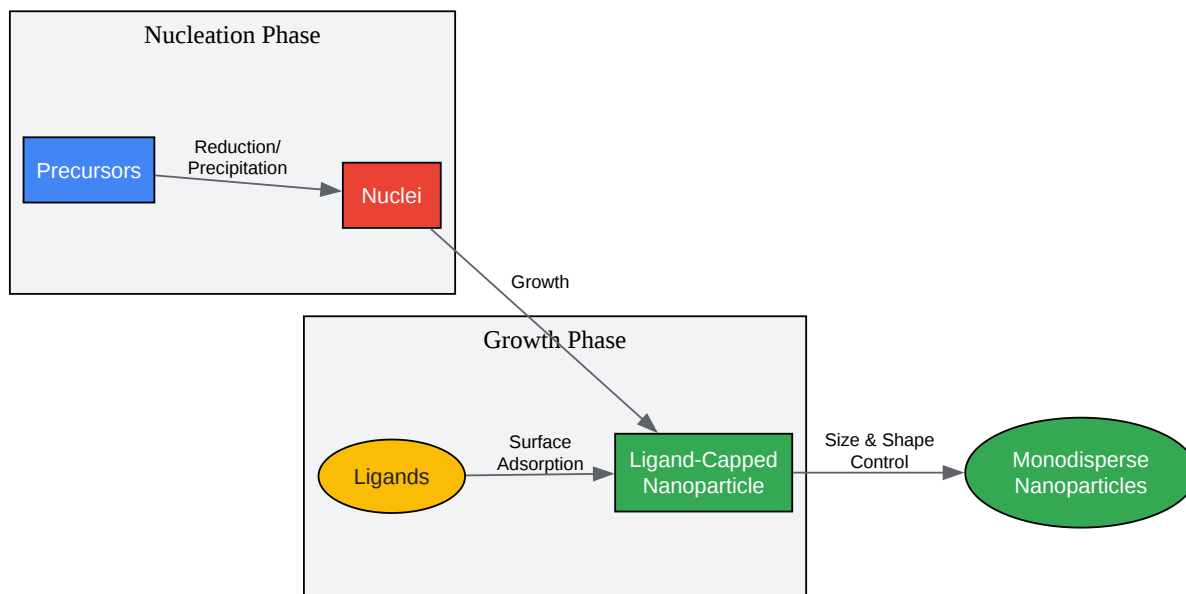 Nucleation Phase
Precursors
Reduction/
Precipitation
Nuclei
Growth
Growth Phase
Ligands
Surface
Adsorption
Ligand-Capped
Nanoparticle
Size & Shape
Control
Monodisperse
Nanoparticles